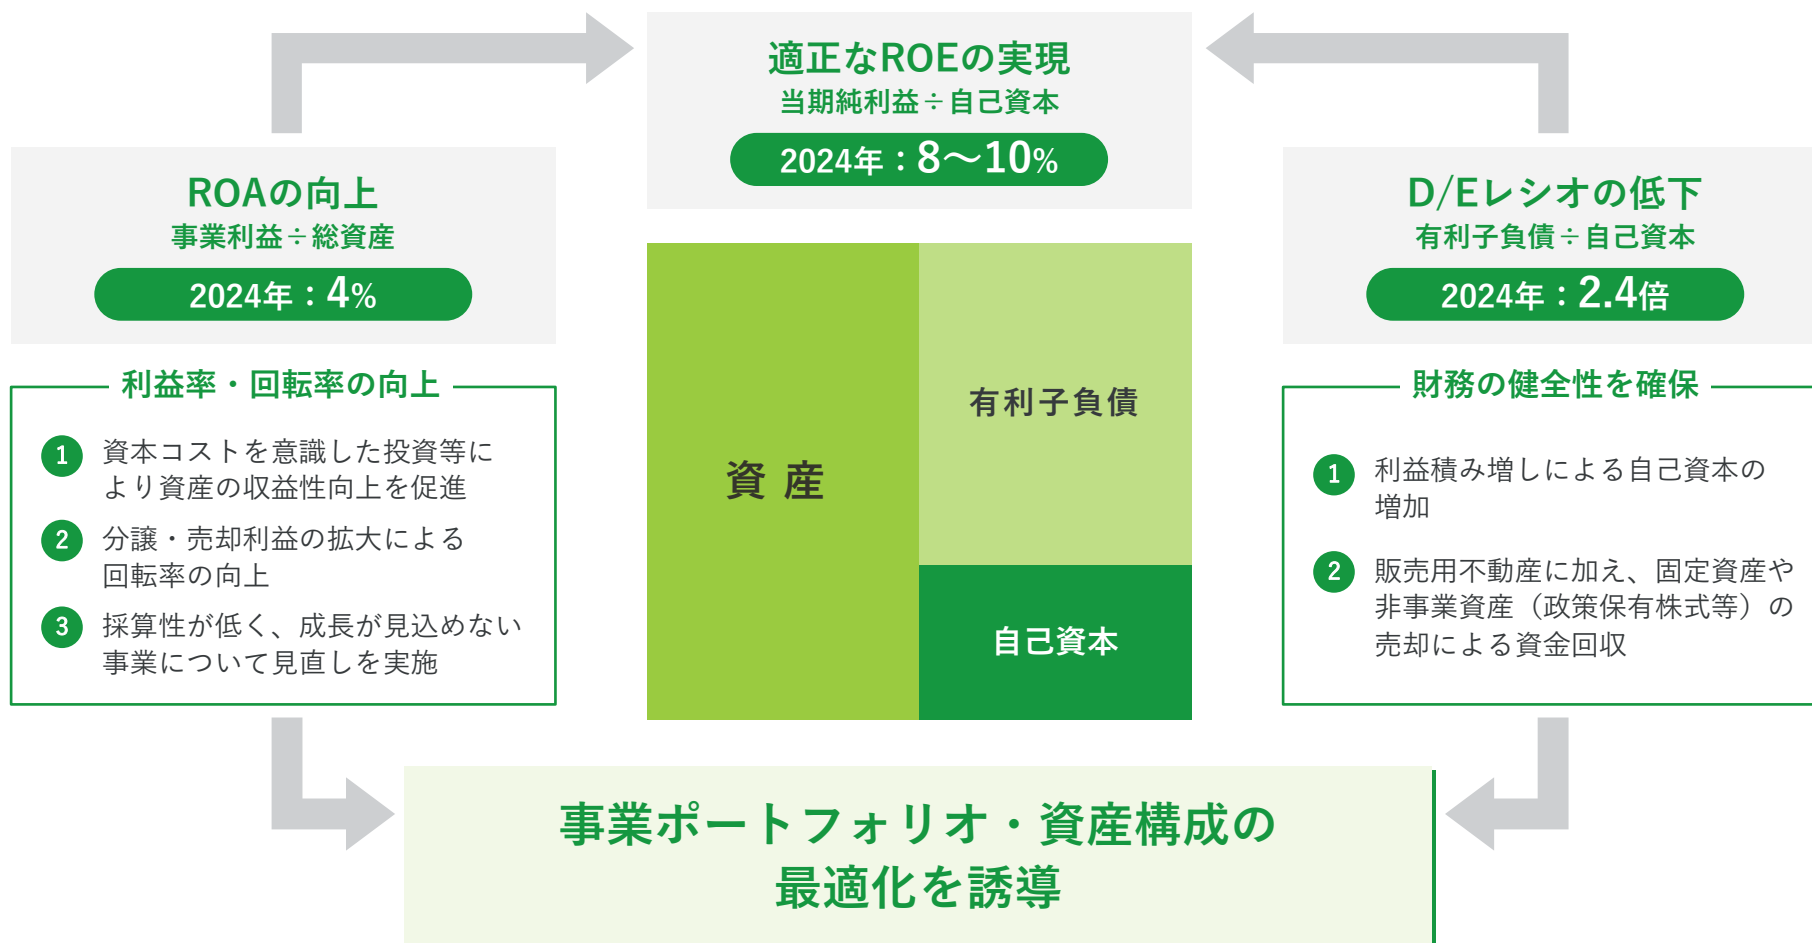 適正なROEの実現
当期純利益÷自己資本
2024年：8〜10%
ROAの向上
事業利益÷総資産
2024年：4%
利益率・回転率の向上
1 資本コストを意識した投資等に
より資産の収益性向上を促進
2 分譲・売却利益の拡大による
回転率の向上
3 採算性が低く、成長が見込めない
事業について見直しを実施
資産
有利子負債
自己資本
D/Eレシオの低下
有利子負債÷自己資本
2024年：2.4倍
財務の健全性を確保
1 利益積み増しによる自己資本の
増加
2 販売用不動産に加え、固定資産や
非事業資産（政策保有株式等）の
売却による資金回収
事業ポートフォリオ・資産構成の
最適化を誘導